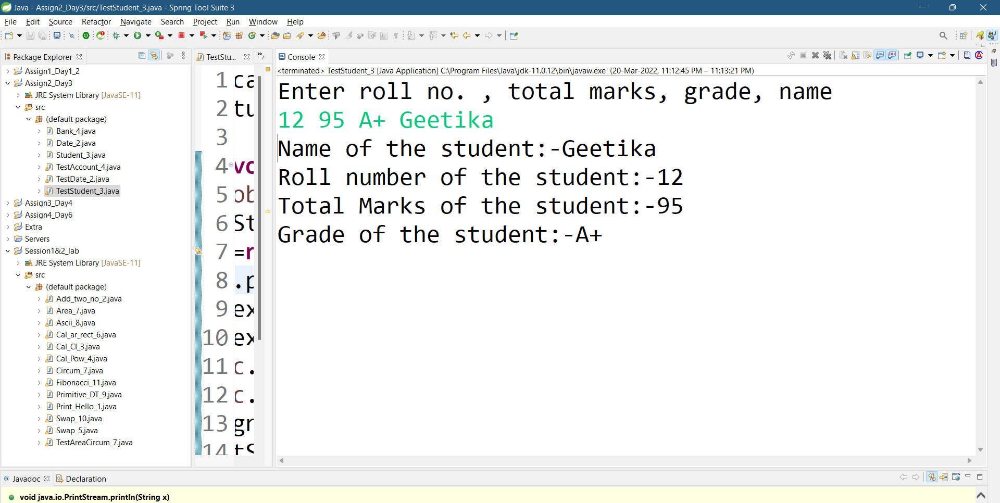 Java - Assign2_Day3/src/TestStudent_3.java - Spring Tool Suite 3
File Edit Source Refactor Navigate Search Project Run Window Help
Package Explorer
Assign1_Day1_2
Assign2_Day3
JRE System Library [JavaSE-11]
src
(default package)
Bank_4.java
Date_2.java
Student_3.java
TestAccount_4.java
TestDate_2.java
TestStudent_3.java
Assign3_Day4
Assign4_Day6
Extra
Servers
Session1&2_lab
JRE System Library [JavaSE-11]
src
(default package)
Add_two_no_2.java
Area_7.java
Ascii_8.java
Cal_ar_rect_6.java
Cal_CI_3.java
Cal_Pow_4.java
Circum_7.java
Fibonacci_11.java
Primitive_DT_9.java
Print_Hello_1.java
Swap_10.java
Swap_5.java
TestAreaCircum_7.java
TestStu... »7
1 ca
2 tu
3
4 vo
5 ob
6 St
7 =n
8 .p
9 ex
10 ex
11 c.
12 c.
13 gr
14 tS
Console
<terminated> TestStudent_3 [Java Application] C:\Program Files\Java\jdk-11.0.12\bin\javaw.exe (20-Mar-2022, 11:12:45 PM – 11:13:21 PM)
Enter roll no. , total marks, grade, name
12 95 A+ Geetika
Name of the student:-Geetika
Roll number of the student:-12
Total Marks of the student:-95
Grade of the student:-A+
@ Javadoc Declaration
void java.io.PrintStream.println(String x)